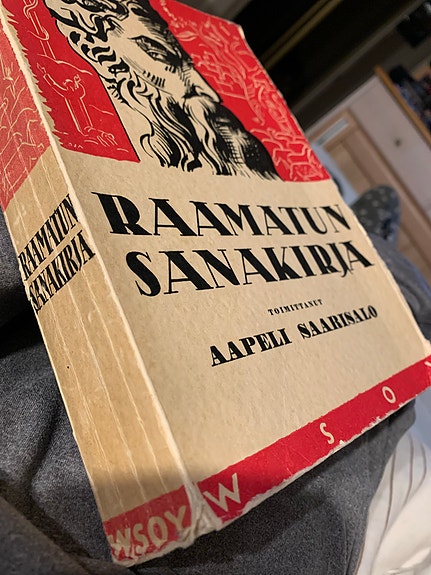 RAAMATUN
SANAKIRJA
TOIMITTANUT
AAPELI SAARISALO
W S O Y
RAAMATUN
SANAKIRJA
WSOY